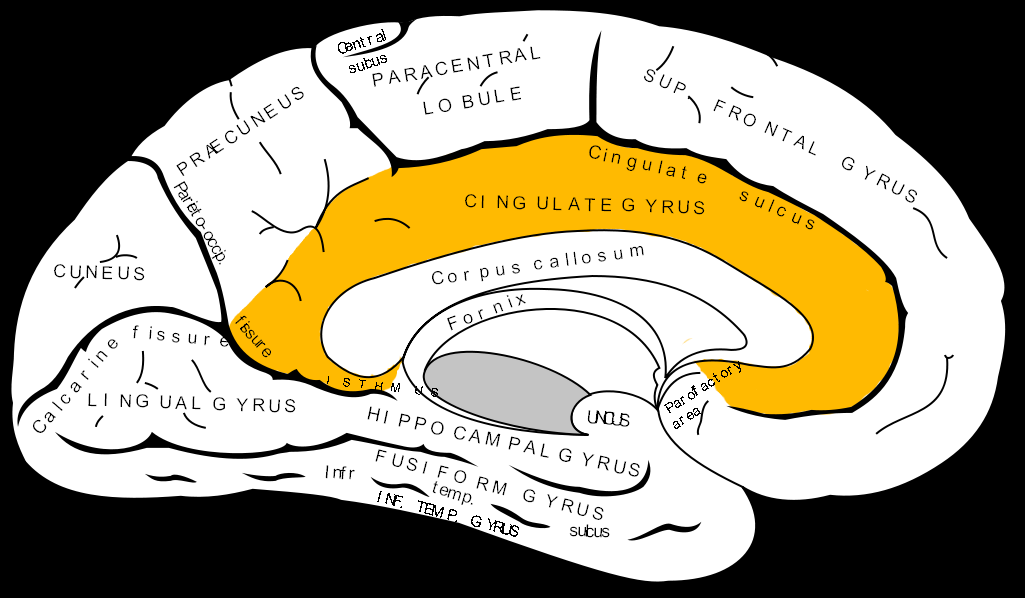 Central
sulcus
PARACENTRAL
LOBULE
SUP. FRONTAL GYRUS
PRÆCUNEUS
Cingulate sulcus
CINGULATE GYRUS
Parieto-occip.
fissure
CUNEUS
Corpus callosum
Fornix
Calcarine fissure
ISTHMUS
Parolfactory
area
LINGUAL GYRUS
UNCUS
HIPPOCAMPAL GYRUS
FUSIFORM GYRUS
Infr temp. sulcus
INF. TEMP. GYRUS